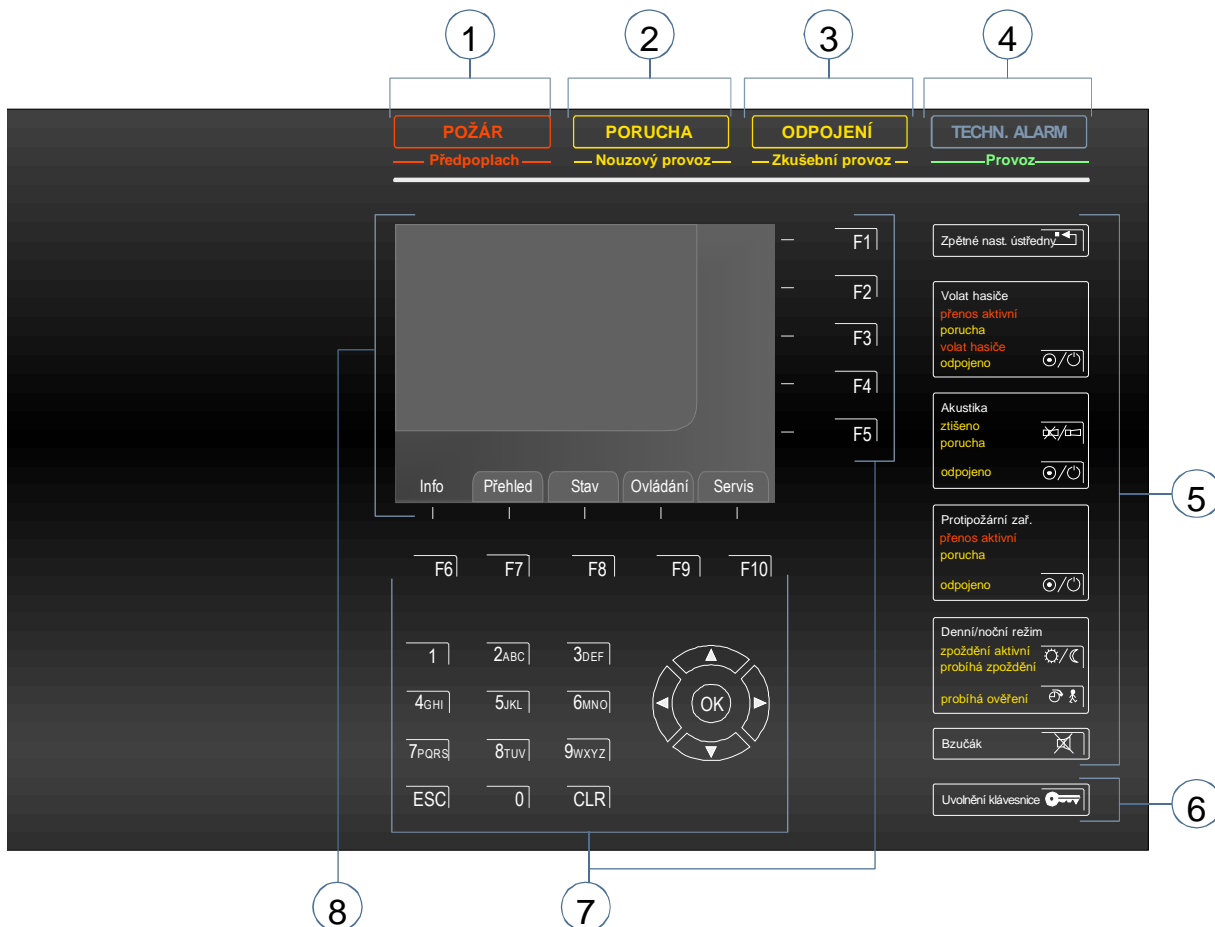 1
2
3
4
POŽÁR
PORUCHA
ODPOJENÍ
TECHN. ALARM
Předpoplach
Nouzový provoz
Zkušební provoz
Provoz
F1
F2
F3
F4
F5
Info
Přehled
Stav
Ovládání
Servis
F6
F7
F8
F9
F10
1
2ABC
3DEF
4GHI
5JKL
6MNO
7PQRS
8TUV
9WXYZ
ESC
0
CLR
OK
Zpětné nast. ústředny
Volat hasiče
přenos aktivní
porucha
volat hasiče
odpojeno
Akustika
ztišeno
porucha
odpojeno
Protipožární zař.
přenos aktivní
porucha
odpojeno
Denní/noční režim
zpoždění aktivní
probíhá zpoždění
probíhá ověření
Bzučák
Uvolnění klávesnice
5
6
8
7